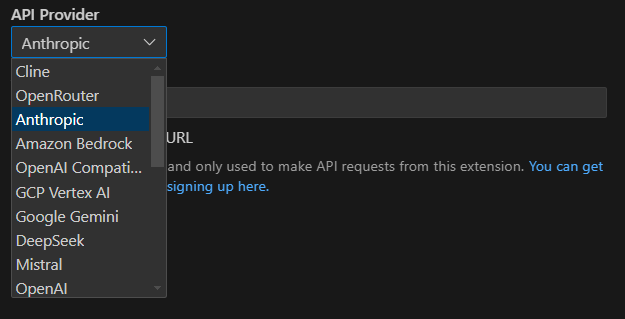 API Provider
Anthropic
Cline
OpenRouter
Anthropic
Amazon Bedrock
OpenAI Compati...
GCP Vertex AI
Google Gemini
DeepSeek
Mistral
OpenAI
URL
and only used to make API requests from this extension. You can get
signing up here.